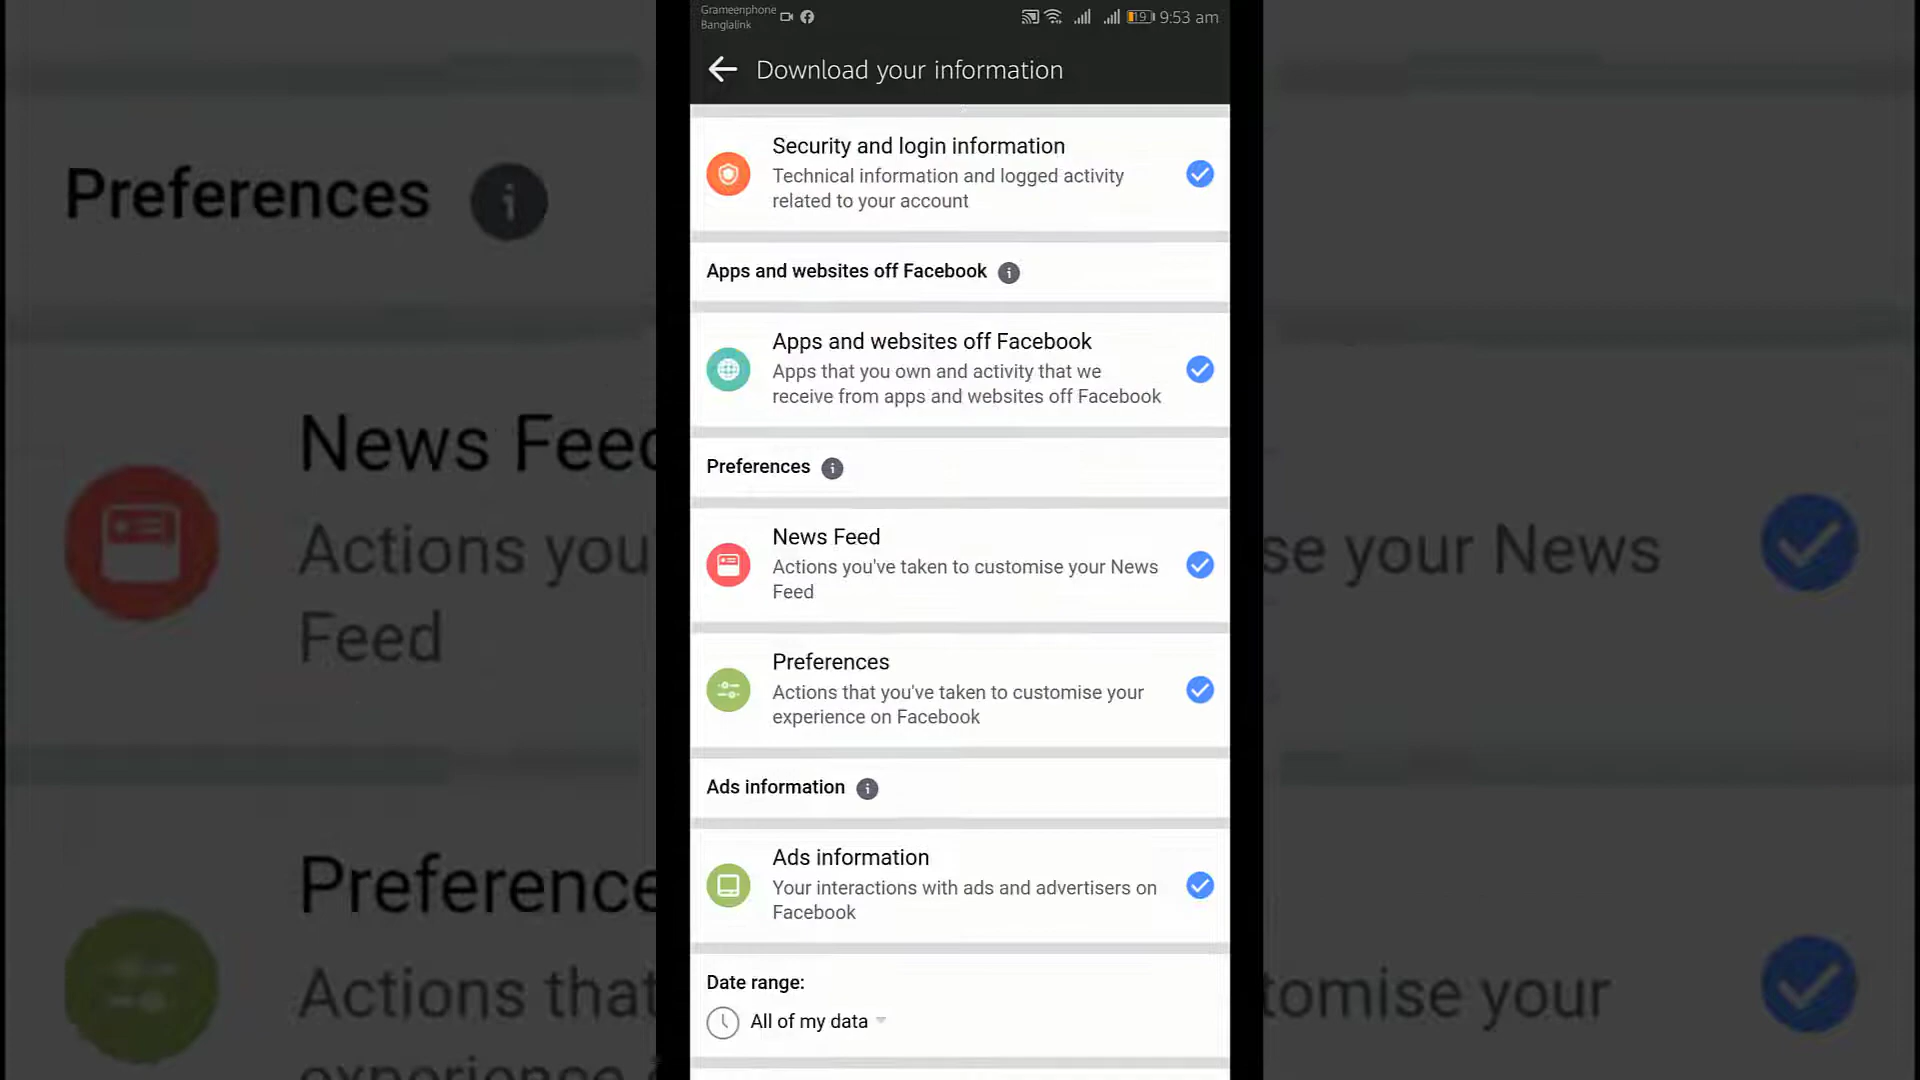 Grameenphone
Banglalink
19 9:53 am
Download your information
Security and login information
Technical information and logged activity
related to your account
Apps and websites off Facebook
Apps and websites off Facebook
Apps that you own and activity that we
receive from apps and websites off Facebook
Preferences
News Feed
Actions you've taken to customise your News
Feed
Preferences
Actions that you've taken to customise your
experience on Facebook
Ads information
Ads information
Your interactions with ads and advertisers on
Facebook
Date range:
All of my data
Preferences
News Feed
Actions you
se your News
Feed
Preference
Actions that
tomise your
experience